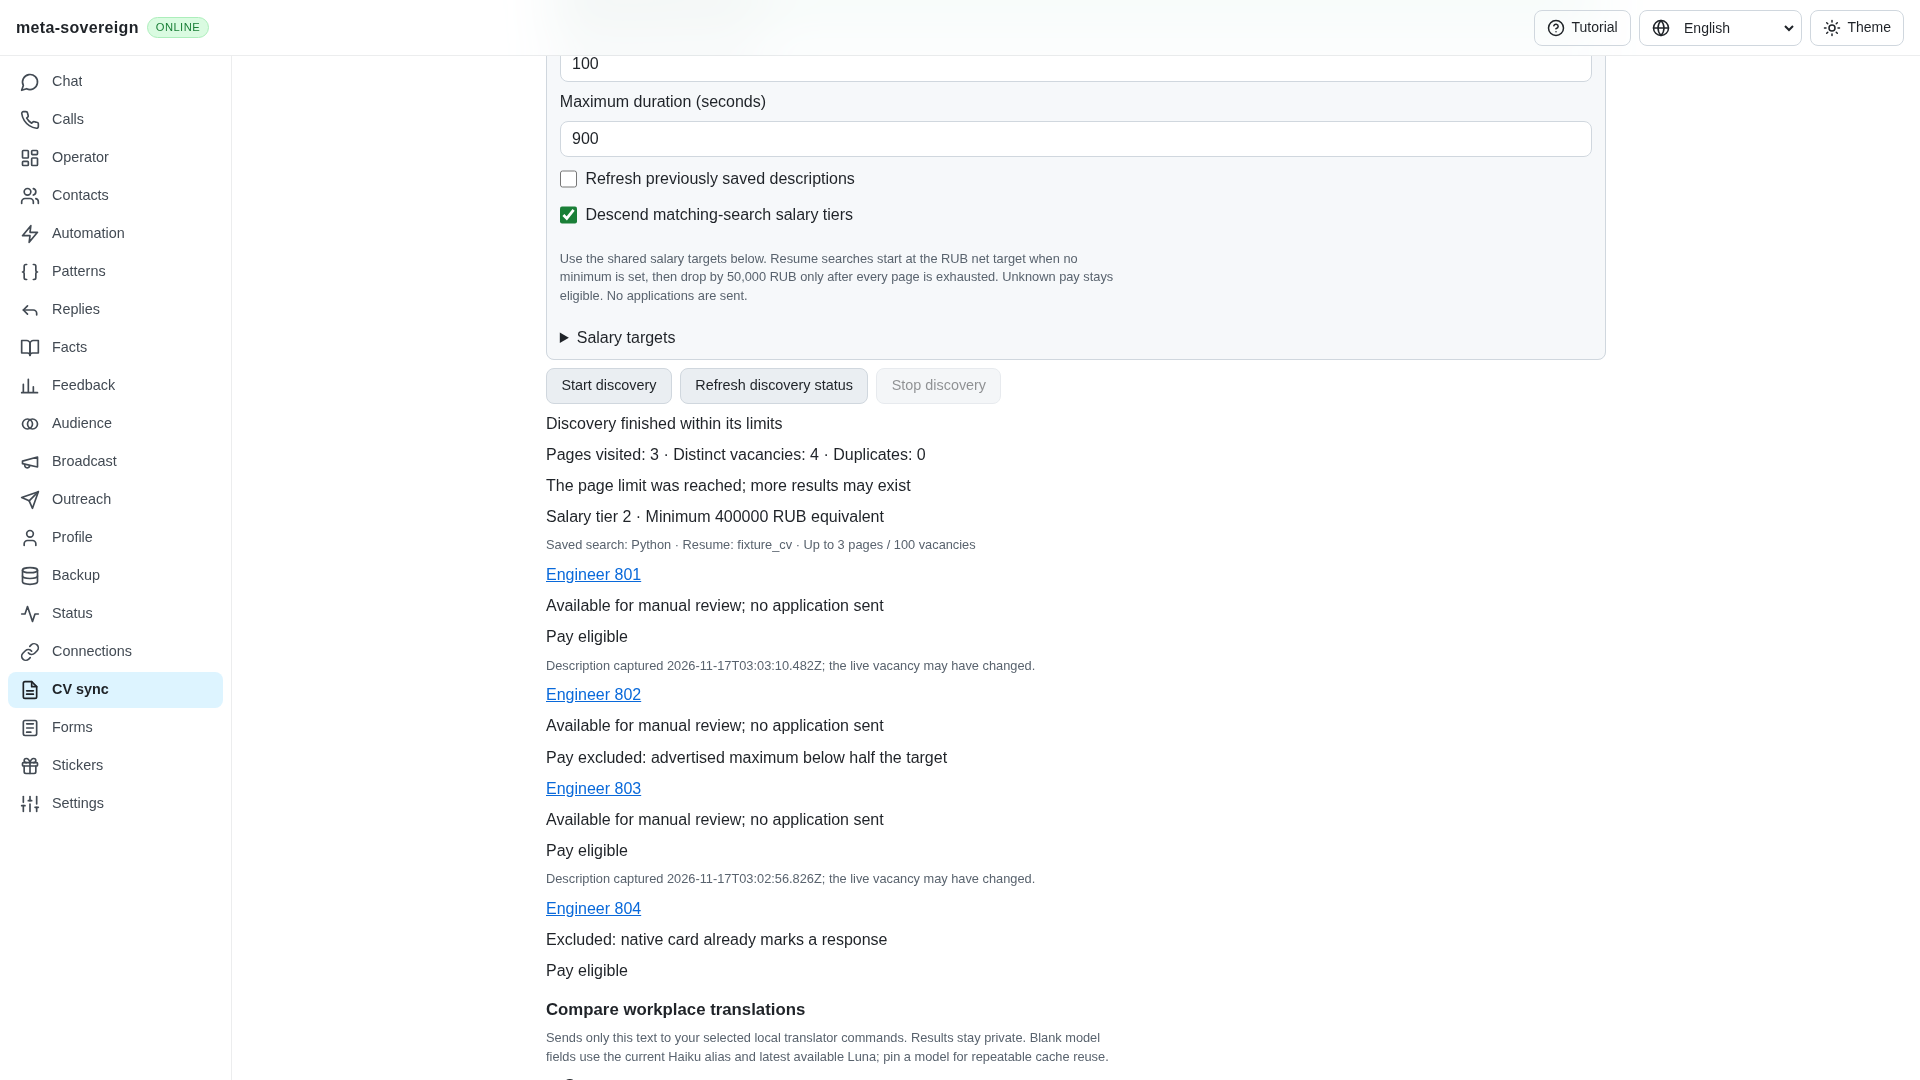 meta-sovereign ONLINE
Tutorial
English
Theme
Chat
Calls
Operator
Contacts
Automation
Patterns
Replies
Facts
Feedback
Audience
Broadcast
Outreach
Profile
Backup
Status
Connections
CV sync
Forms
Stickers
Settings
100
Maximum duration (seconds)
900
Refresh previously saved descriptions
Descend matching-search salary tiers
Use the shared salary targets below. Resume searches start at the RUB net target when no
minimum is set, then drop by 50,000 RUB only after every page is exhausted. Unknown pay stays
eligible. No applications are sent.
Salary targets
Start discovery
Refresh discovery status
Stop discovery
Discovery finished within its limits
Pages visited: 3 · Distinct vacancies: 4 · Duplicates: 0
The page limit was reached; more results may exist
Salary tier 2 · Minimum 400000 RUB equivalent
Saved search: Python · Resume: fixture_cv · Up to 3 pages / 100 vacancies
Engineer 801
Available for manual review; no application sent
Pay eligible
Description captured 2026-11-17T03:03:10.482Z; the live vacancy may have changed.
Engineer 802
Available for manual review; no application sent
Pay excluded: advertised maximum below half the target
Engineer 803
Available for manual review; no application sent
Pay eligible
Description captured 2026-11-17T03:02:56.826Z; the live vacancy may have changed.
Engineer 804
Excluded: native card already marks a response
Pay eligible
Compare workplace translations
Sends only this text to your selected local translator commands. Results stay private. Blank model
fields use the current Haiku alias and latest available Luna; pin a model for repeatable cache reuse.